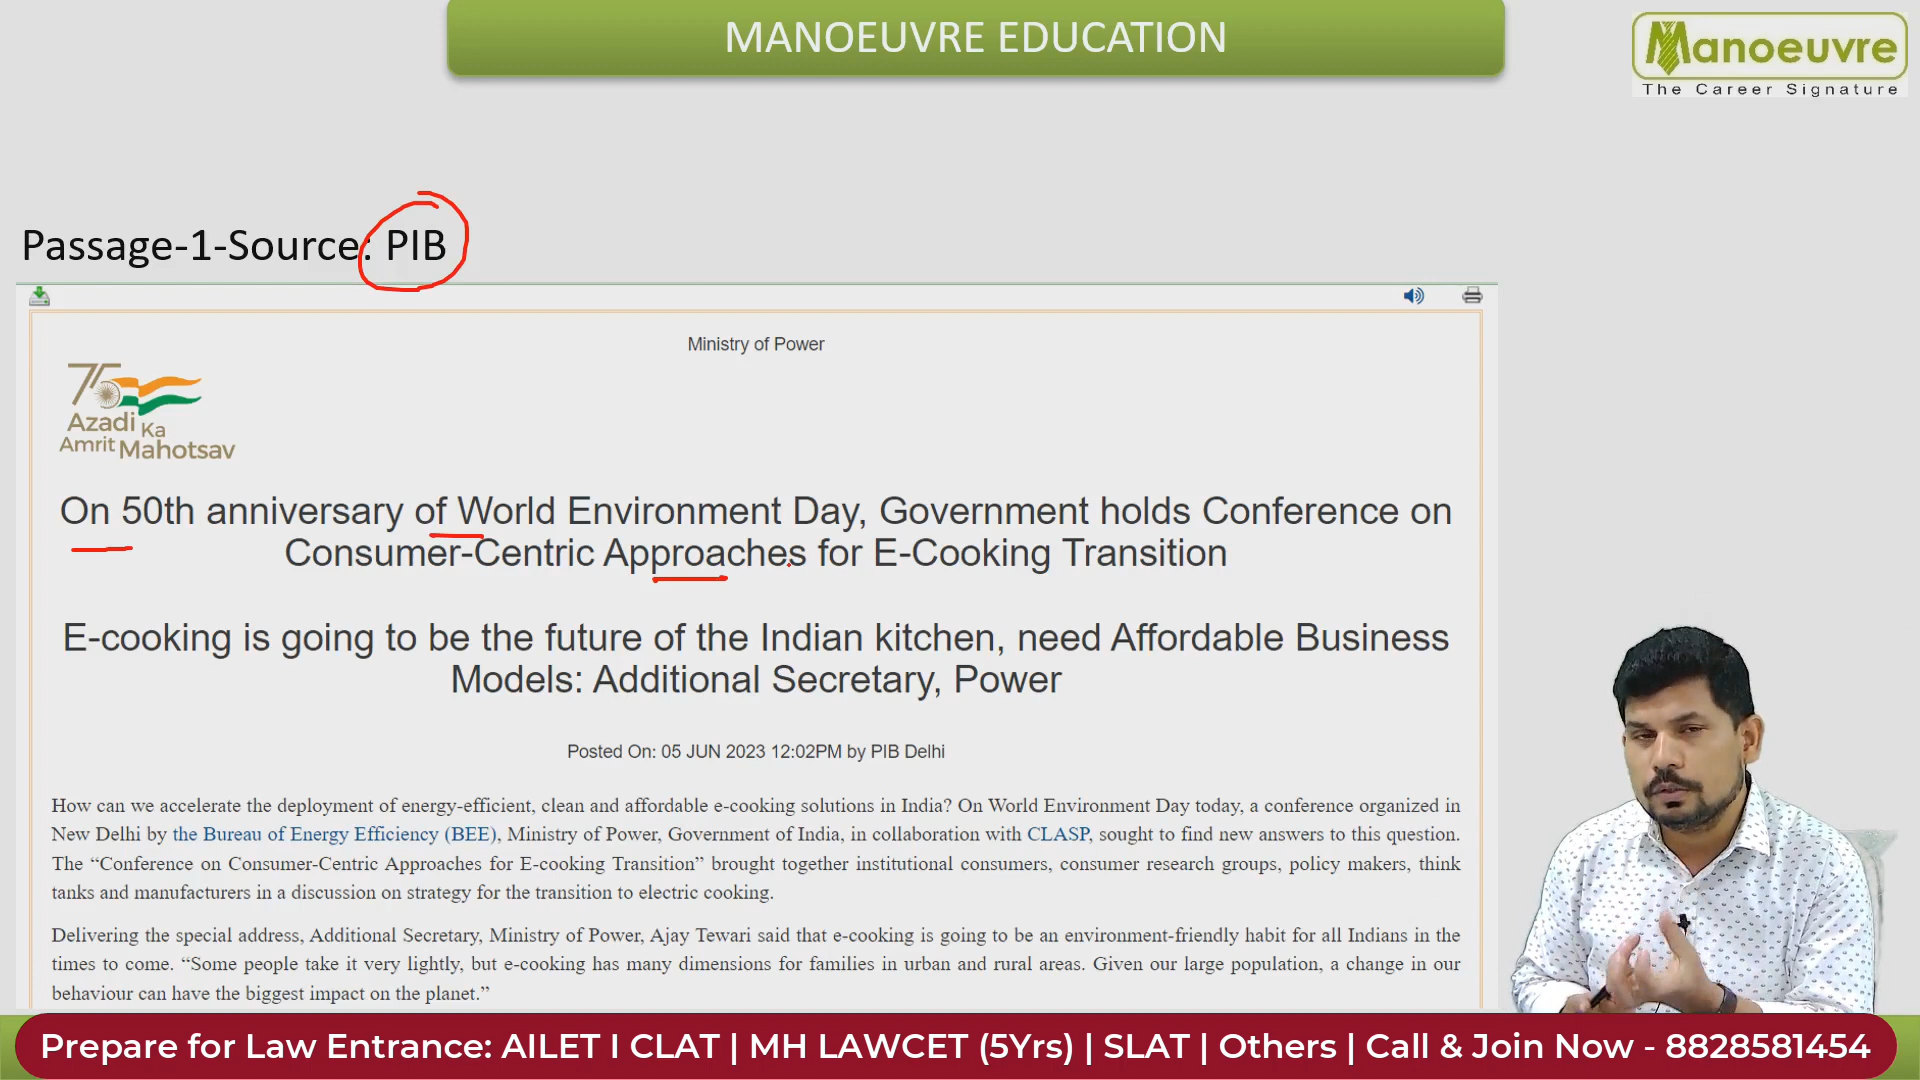 MANOEUVRE EDUCATION
Manoeuvre
The Career Signature
Passage-1-Source: PIB
Ministry of Power
75
Azadi Ka
Amrit Mahotsav
On 50th anniversary of World Environment Day, Government holds Conference on
Consumer-Centric Approaches for E-Cooking Transition
E-cooking is going to be the future of the Indian kitchen, need Affordable Business
Models: Additional Secretary, Power
Posted On: 05 JUN 2023 12:02PM by PIB Delhi
How can we accelerate the deployment of energy-efficient, clean and affordable e-cooking solutions in India? On World Environment Day today, a conference organized in
New Delhi by the Bureau of Energy Efficiency (BEE), Ministry of Power, Government of India, in collaboration with CLASP, sought to find new answers to this question.
The “Conference on Consumer-Centric Approaches for E-cooking Transition” brought together institutional consumers, consumer research groups, policy makers, think
tanks and manufacturers in a discussion on strategy for the transition to electric cooking.
Delivering the special address, Additional Secretary, Ministry of Power, Ajay Tewari said that e-cooking is going to be an environment-friendly habit for all Indians in the
times to come. “Some people take it very lightly, but e-cooking has many dimensions for families in urban and rural areas. Given our large population, a change in our
behaviour can have the biggest impact on the planet.”
Prepare for Law Entrance: AILET I CLAT | MH LAWCET (5Yrs) | SLAT | Others | Call & Join Now - 8828581454